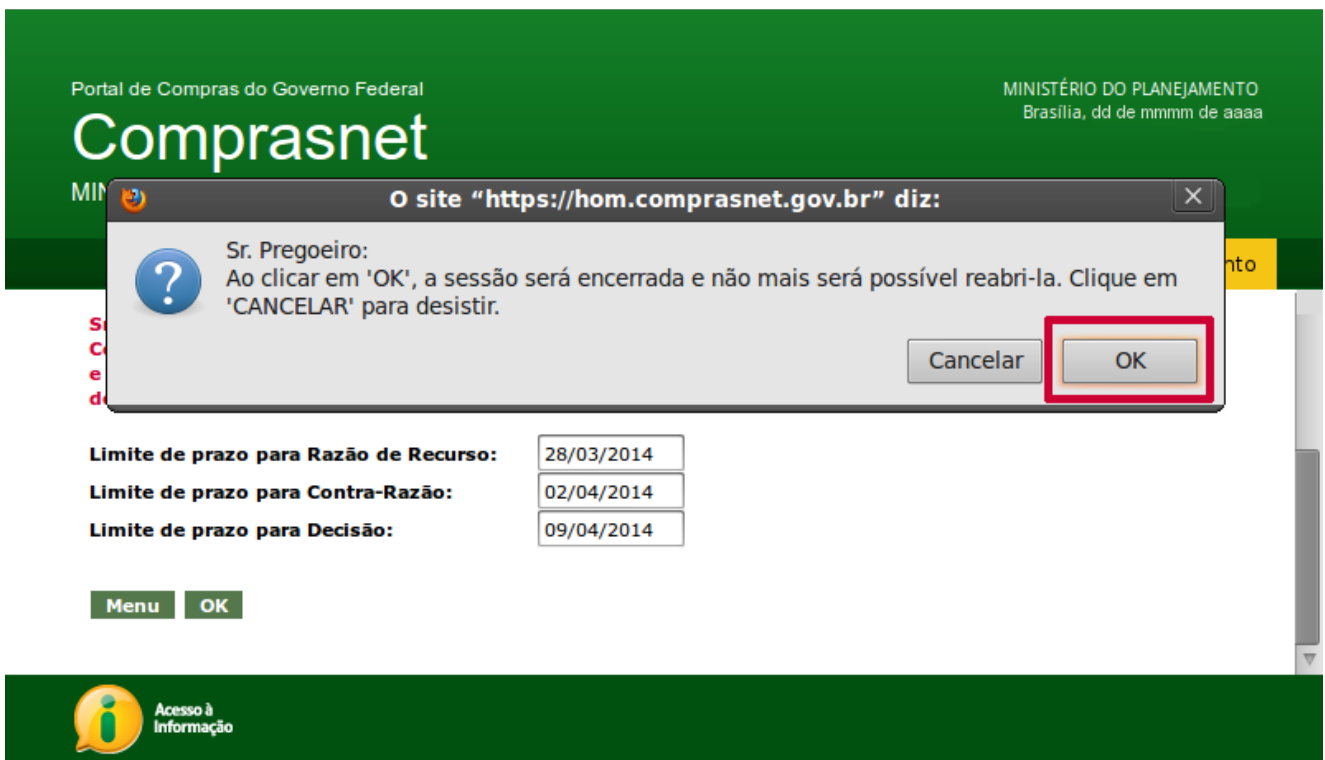 Portal de Compras do Governo Federal
MINISTÉRIO DO PLANEJAMENTO
Brasília, dd de mmmm de aaaa
Comprasnet
O site “https://hom.comprasnet.gov.br” diz:
Sr. Pregoeiro:
Ao clicar em 'OK', a sessão será encerrada e não mais será possível reabri-la. Clique em
'CANCELAR' para desistir.
Cancelar OK
Limite de prazo para Razão de Recurso: 28/03/2014
Limite de prazo para Contra-Razão: 02/04/2014
Limite de prazo para Decisão: 09/04/2014
Menu OK
Acesso à
Informação